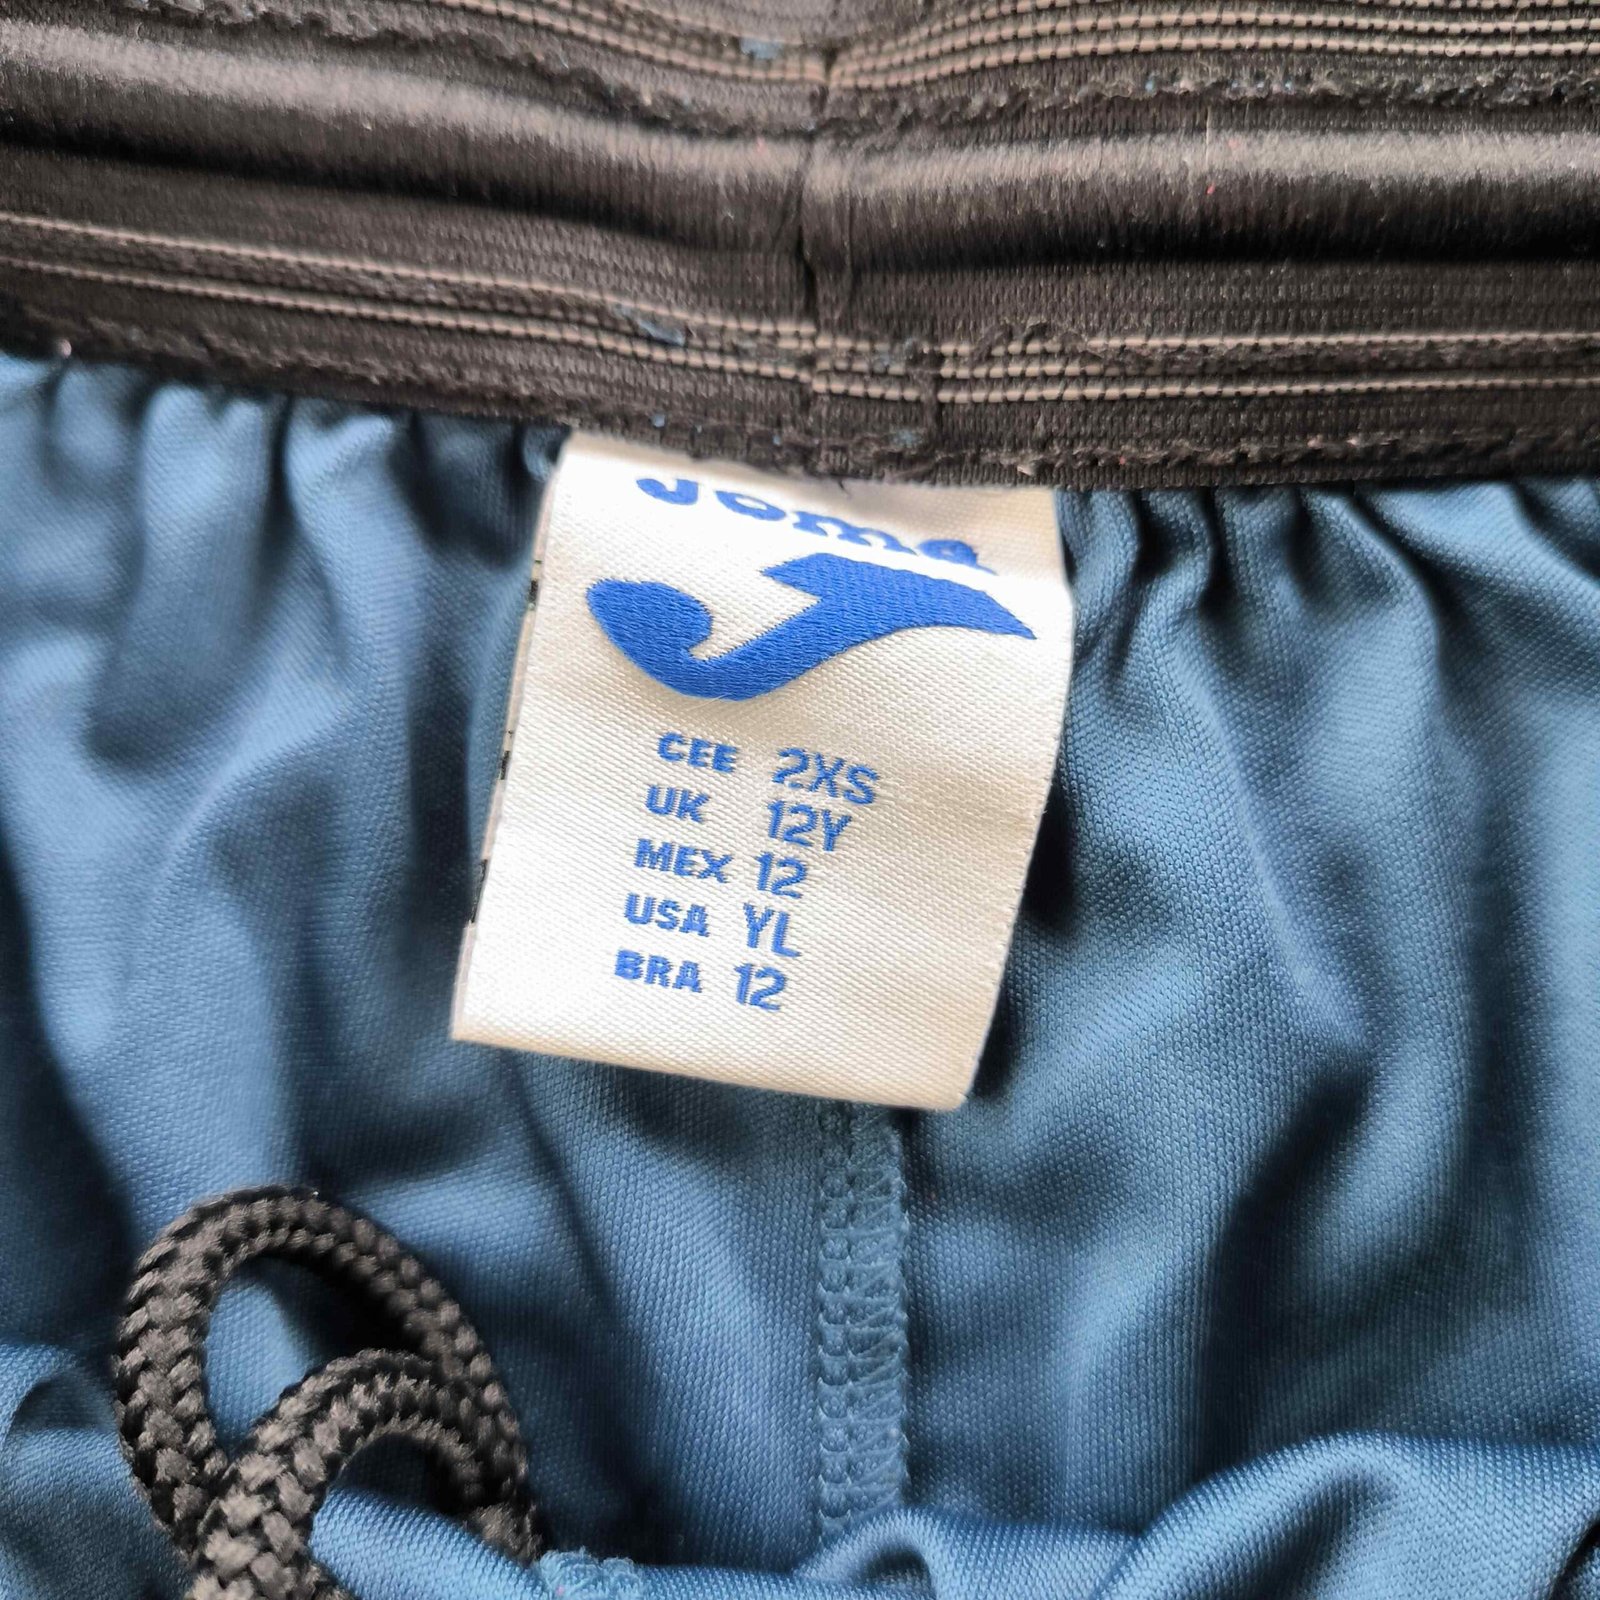 Joma
CEE 2XS
UK 12Y
MEX 12
USA YL
BRA 12